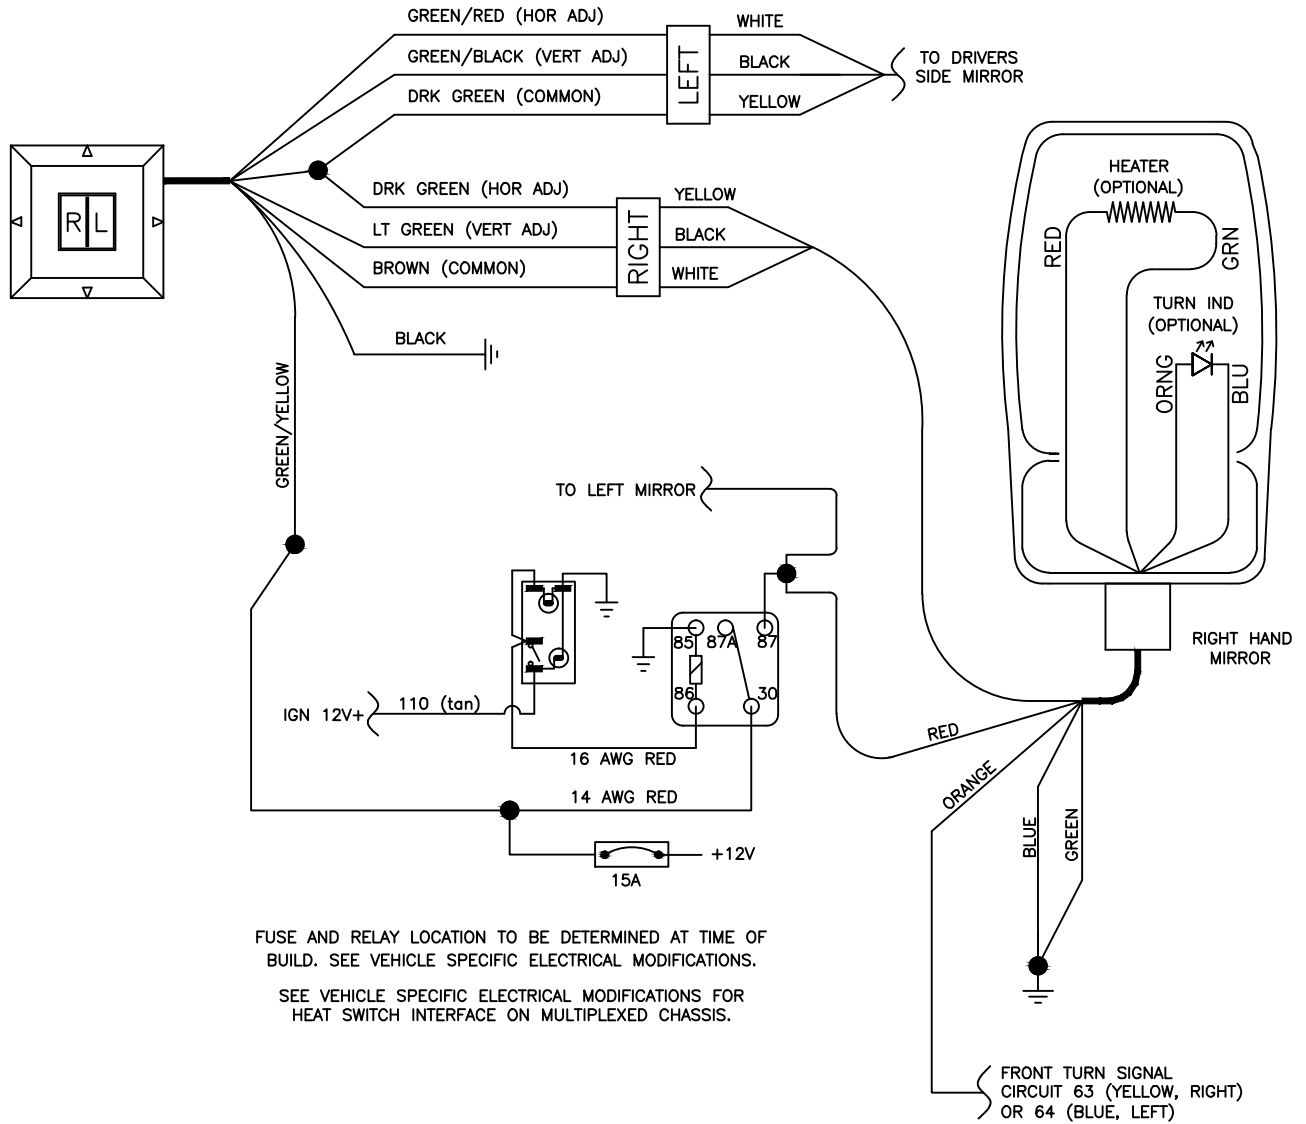 GREEN/RED (HOR ADJ)
WHITE
GREEN/BLACK (VERT ADJ)
LEFT
BLACK
TO DRIVERS
SIDE MIRROR
DRK GREEN (COMMON)
YELLOW
R L
DRK GREEN (HOR ADJ)
YELLOW
LT GREEN (VERT ADJ)
RIGHT
BLACK
BROWN (COMMON)
WHITE
BLACK
GREEN/YELLOW
HEATER
(OPTIONAL)
RED
GRN
TURN IND
(OPTIONAL)
ORNG
BLU
TO LEFT MIRROR
85
87A
87
86
30
RIGHT HAND
MIRROR
IGN 12V+
110 (tan)
16 AWG RED
14 AWG RED
+12V
15A
RED
ORANGE
BLUE
GREEN
FUSE AND RELAY LOCATION TO BE DETERMINED AT TIME OF
BUILD. SEE VEHICLE SPECIFIC ELECTRICAL MODIFICATIONS.
SEE VEHICLE SPECIFIC ELECTRICAL MODIFICATIONS FOR
HEAT SWITCH INTERFACE ON MULTIPLEXED CHASSIS.
FRONT TURN SIGNAL
CIRCUIT 63 (YELLOW, RIGHT)
OR 64 (BLUE, LEFT)